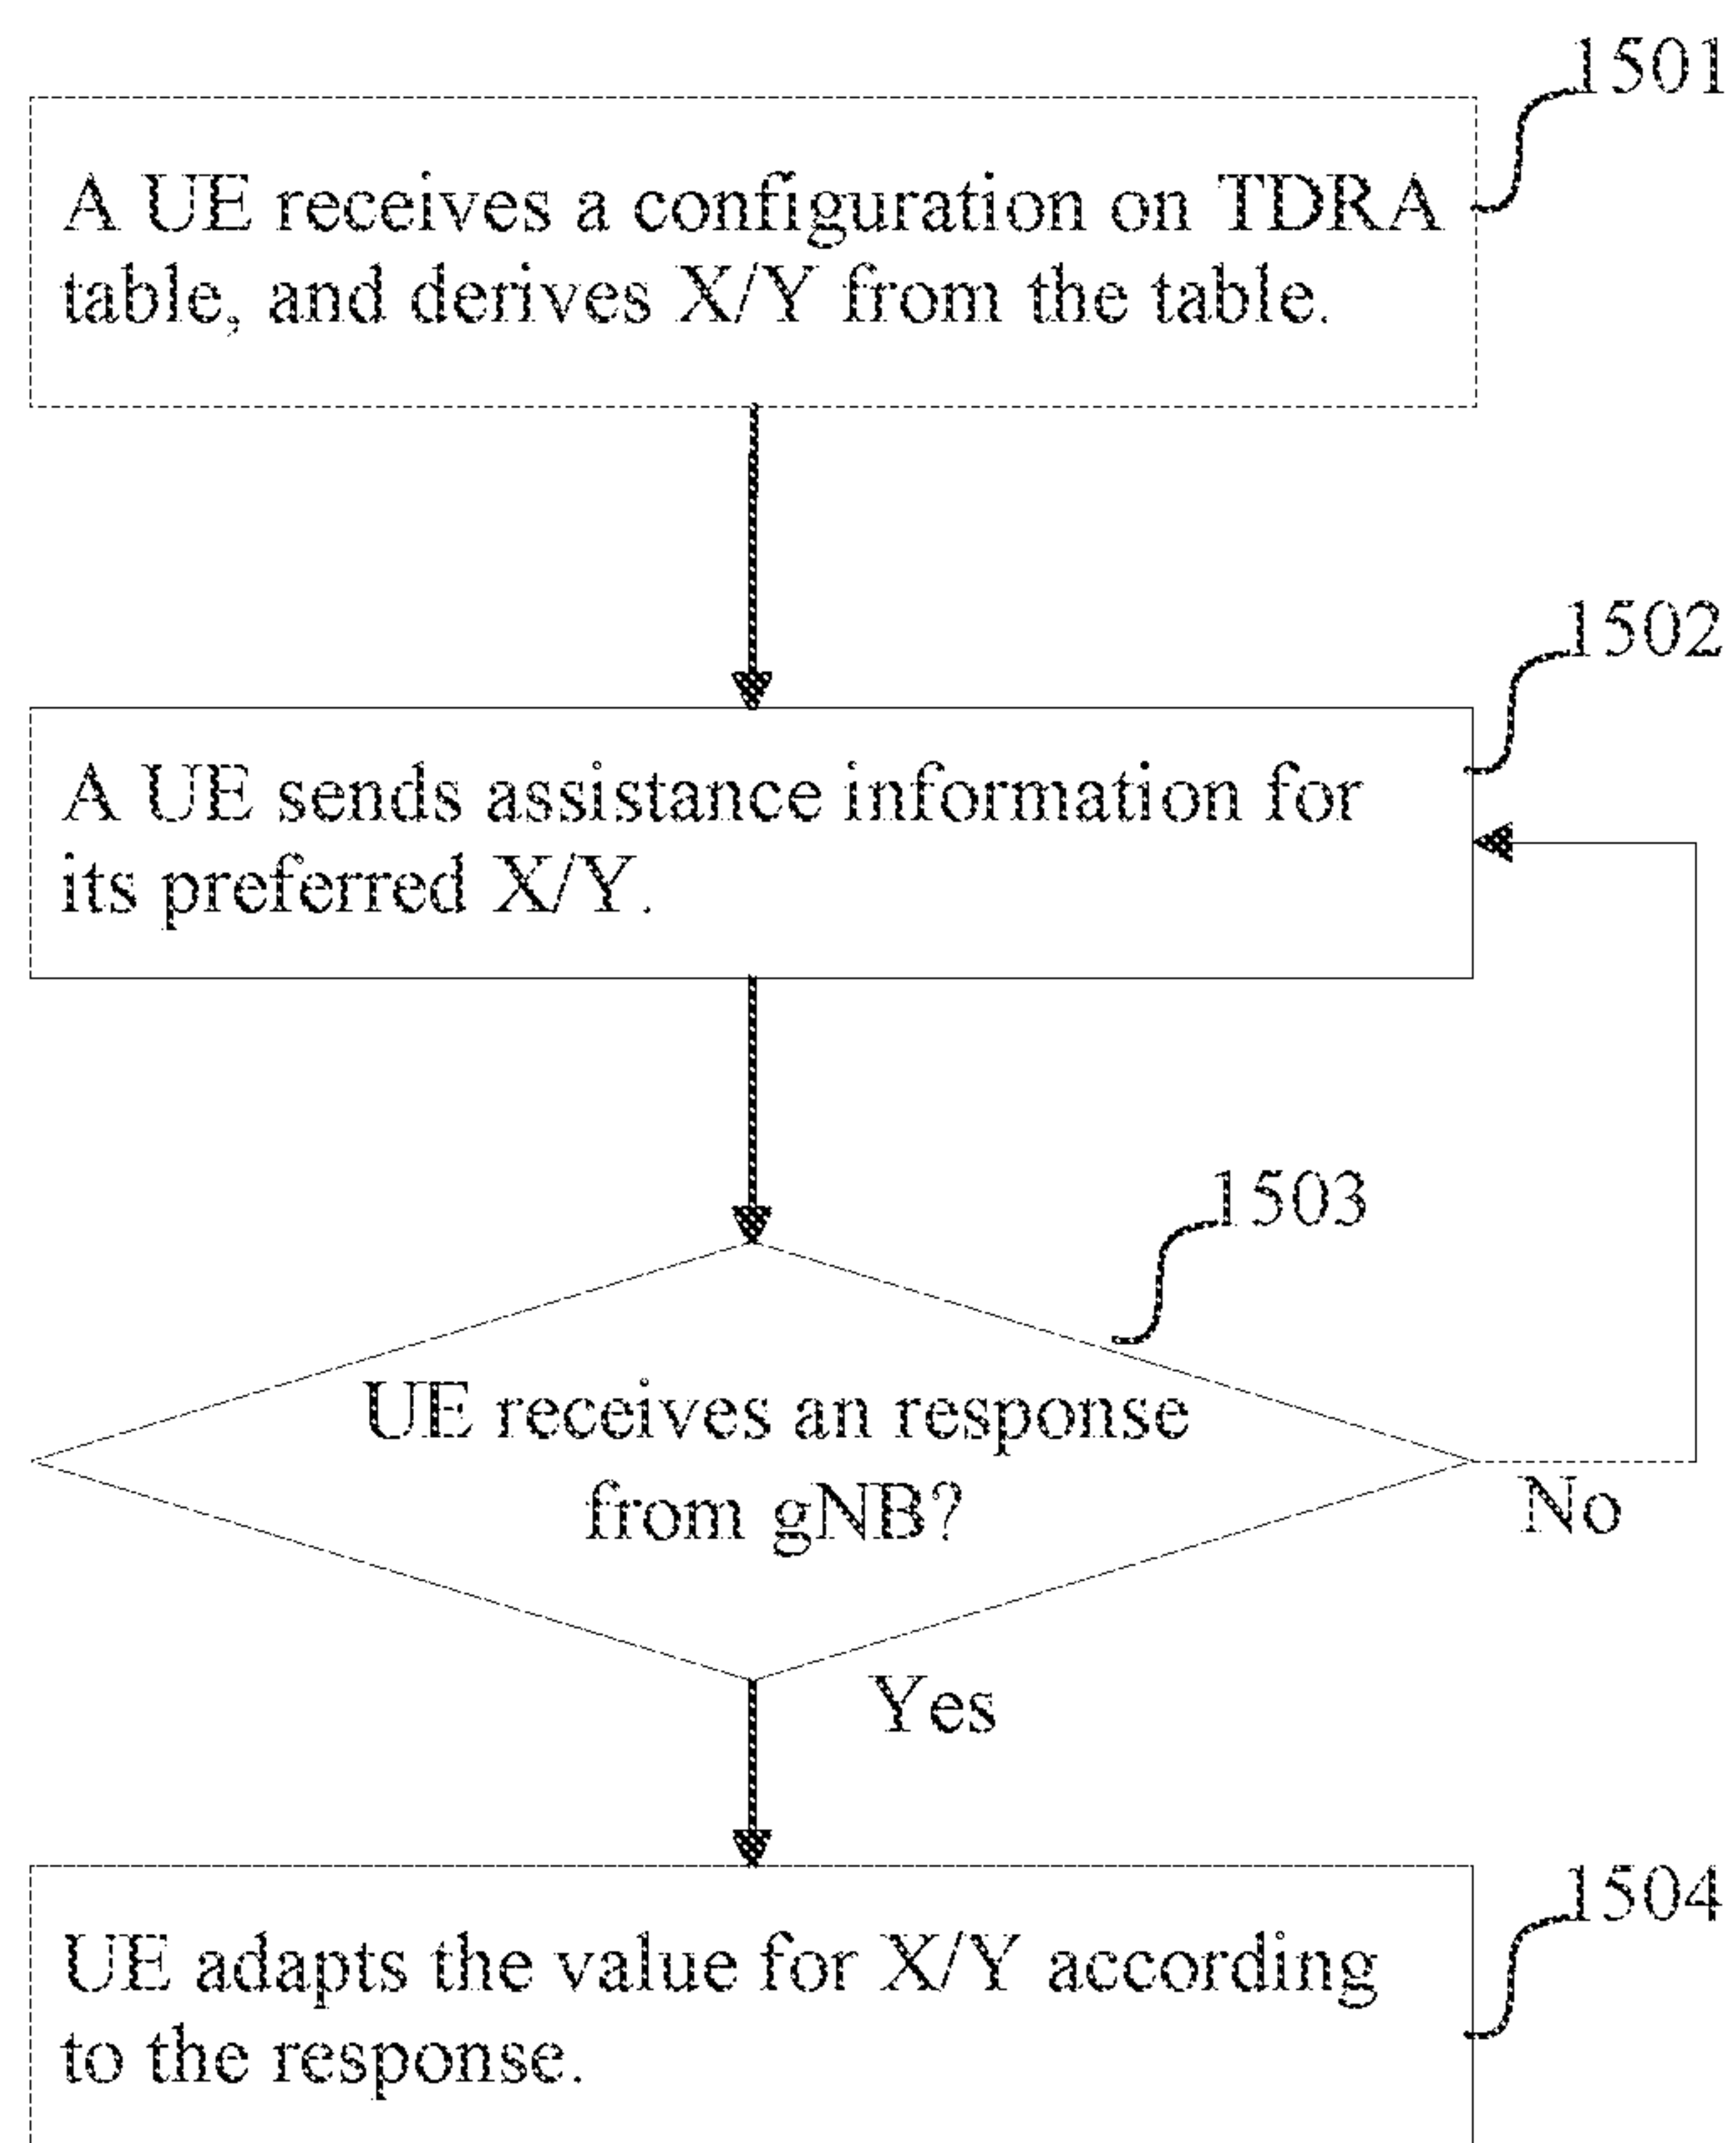 1501
A UE receives a configuration on TDRA
table, and derives X/Y from the table.
1502
A UE sends assistance information for
its preferred X/Y.
1503
UE receives an response
from gNB?
No
Yes
1504
UE adapts the value for X/Y according
to the response.